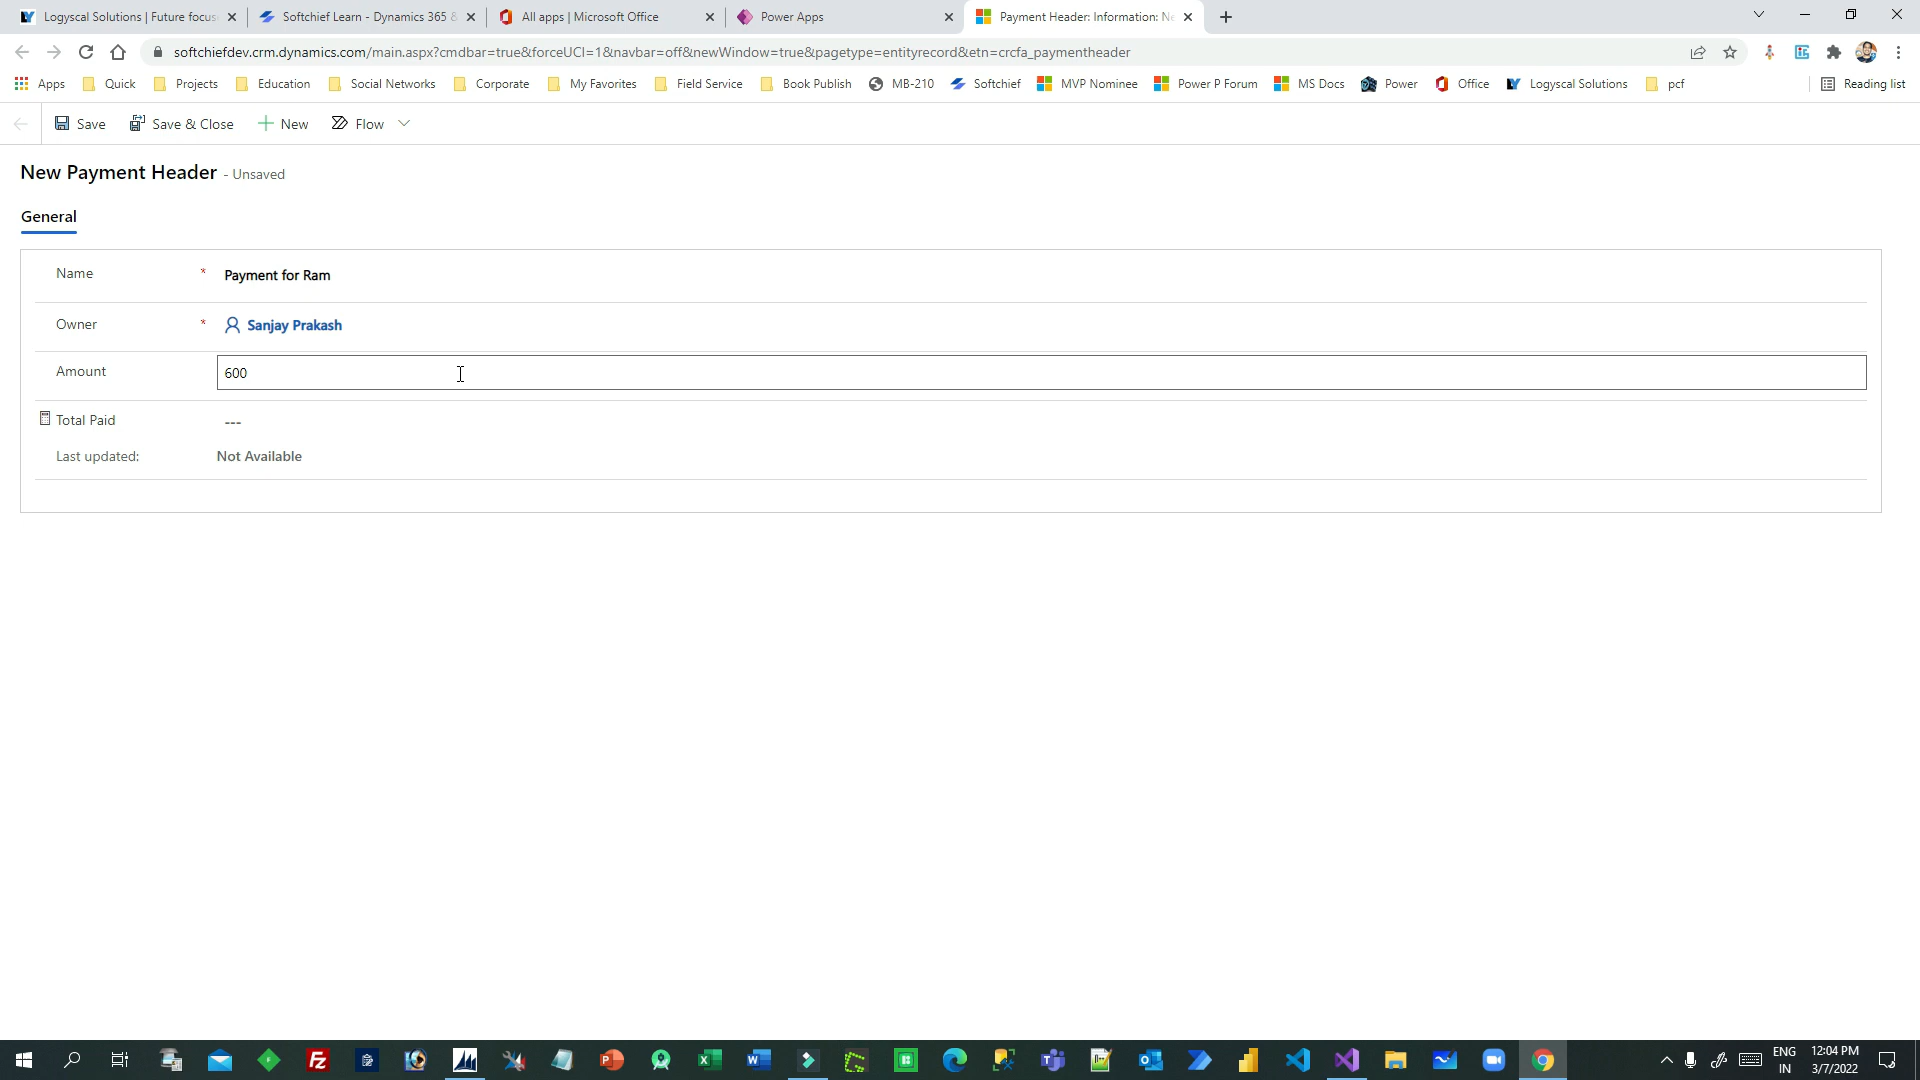 Logyscal Solutions | Future focus
Softchief Learn - Dynamics 365 &
All apps | Microsoft Office
Power Apps
Payment Header: Information: Ne
softchiefdev.crm.dynamics.com/main.aspx?cmdbar=true&forceUCI=1&navbar=off&newWindow=true&pagetype=entityrecord&etn=crcfa_paymentheader
Apps Quick Projects Education Social Networks Corporate My Favorites Field Service Book Publish MB-210 Softchief MVP Nominee Power P Forum MS Docs Power Office Logyscal Solutions pcf Reading list
Save Save & Close New Flow
New Payment Header - Unsaved
General
Name * Payment for Ram
Owner * Sanjay Prakash
Amount 600
Total Paid ---
Last updated: Not Available
ENG 12:04 PM
IN 3/7/2022